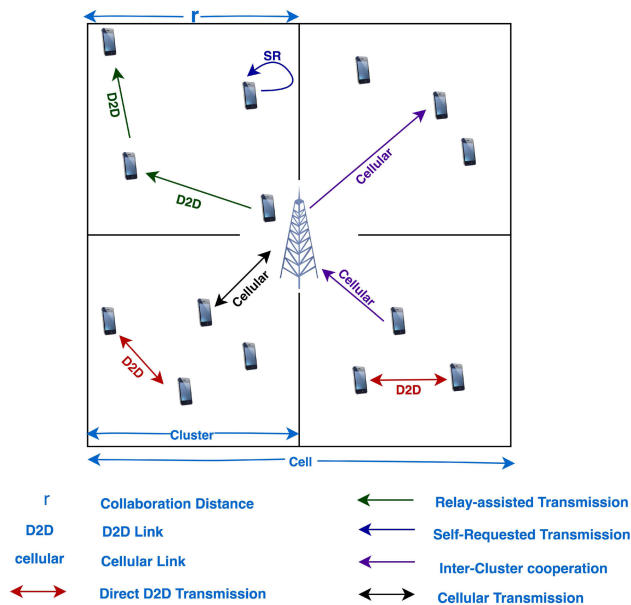 r
SR
D2D
Cellular
D2D
Cellular
Cellular
D2D
D2D
Cluster
Cell
r Collaboration Distance
Relay-assisted Transmission
D2D D2D Link
Self-Requested Transmission
cellular Cellular Link
Inter-Cluster cooperation
Direct D2D Transmission
Cellular Transmission